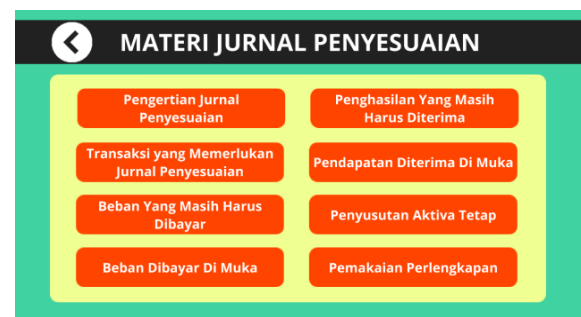 MATERI JURNAL PENYESUAIAN
Pengertian Jurnal
Penyesuaian
Transaksi yang Memerlukan
Jurnal Penyesuaian
Beban Yang Masih Harus
Dibayar
Beban Dibayar Di Muka
Penghasilan Yang Masih
Harus Diterima
Pendapatan Diterima Di Muka
Penyusutan Aktiva Tetap
Pemakaian Perlengkapan